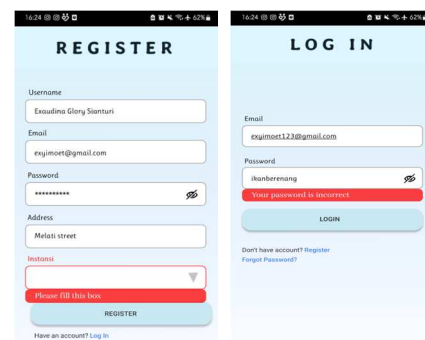 16:24 62%
REGISTER
Username
Exaudina Glory Sianturi
Email
exyimoet@gmail.com
Password
**********
Address
Melati street
Instansi
Please fill this box
REGISTER
Have an account? Log In
16:24 62%
LOG IN
Email
exyimoet123@gmail.com
Password
ikanberenang
Your password is incorrect
LOGIN
Don't have account? Register
Forgot Password?